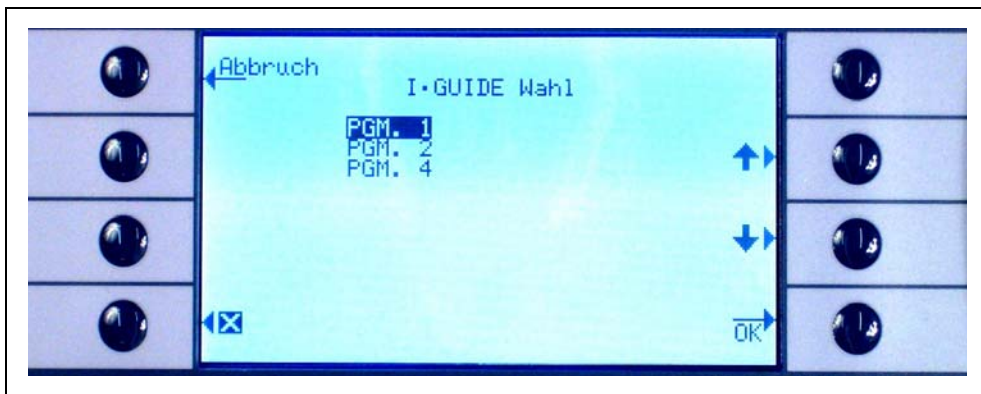 Abbruch
I·GUIDE Wahl
PGM. 1
PGM. 2
PGM. 4
OK